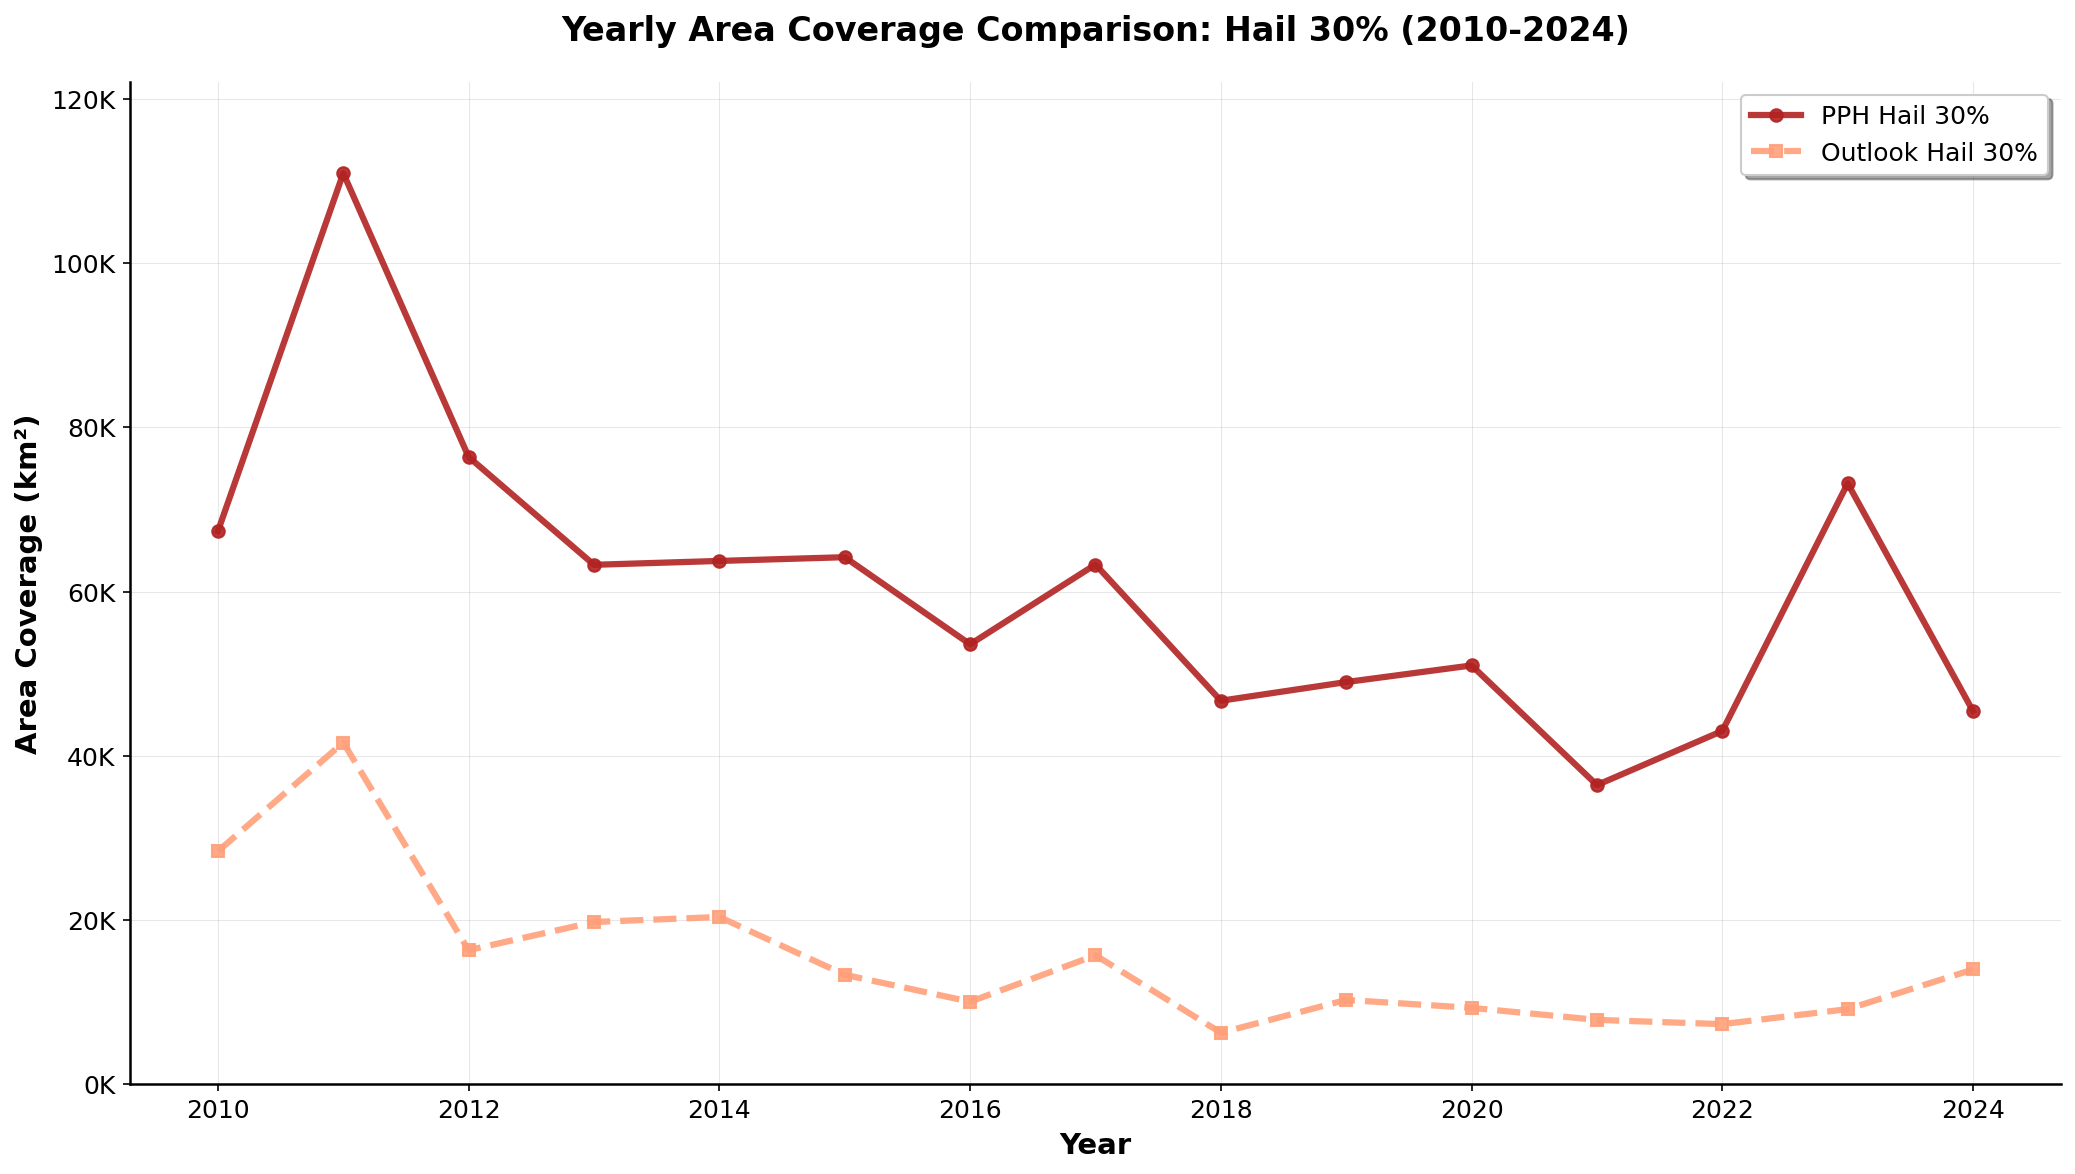 Yearly Area Coverage Comparison: Hail 30% (2010-2024)
PPH Hail 30%
Outlook Hail 30%
Area Coverage (km²)
120K
100K
80K
60K
40K
20K
0K
2010 2012 2014 2016 2018 2020 2022 2024
Year